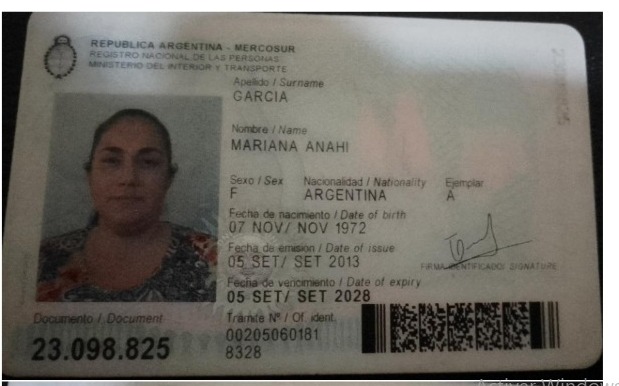 REPUBLICA ARGENTINA - MERCOSUR
REGISTRO NACIONAL DE LAS PERSONAS
MINISTERIO DEL INTERIOR Y TRANSPORTE
Apellido / Surname
GARCIA
Nombre / Name
MARIANA ANAHI
Sexo / Sex Nacionalidad / Nationality Ejemplar
F ARGENTINA A
Fecha de nacimiento / Date of birth
07 NOV/ NOV 1972
Fecha de emisión / Date of issue
05 SET/ SET 2013
FIRMA IDENTIFICADO/ SIGNATURE
Fecha de vencimiento / Date of expiry
05 SET/ SET 2028
Documento / Document
23.098.825
Trámite Nº / Of. ident.
00205060181
8328
Activar Windows